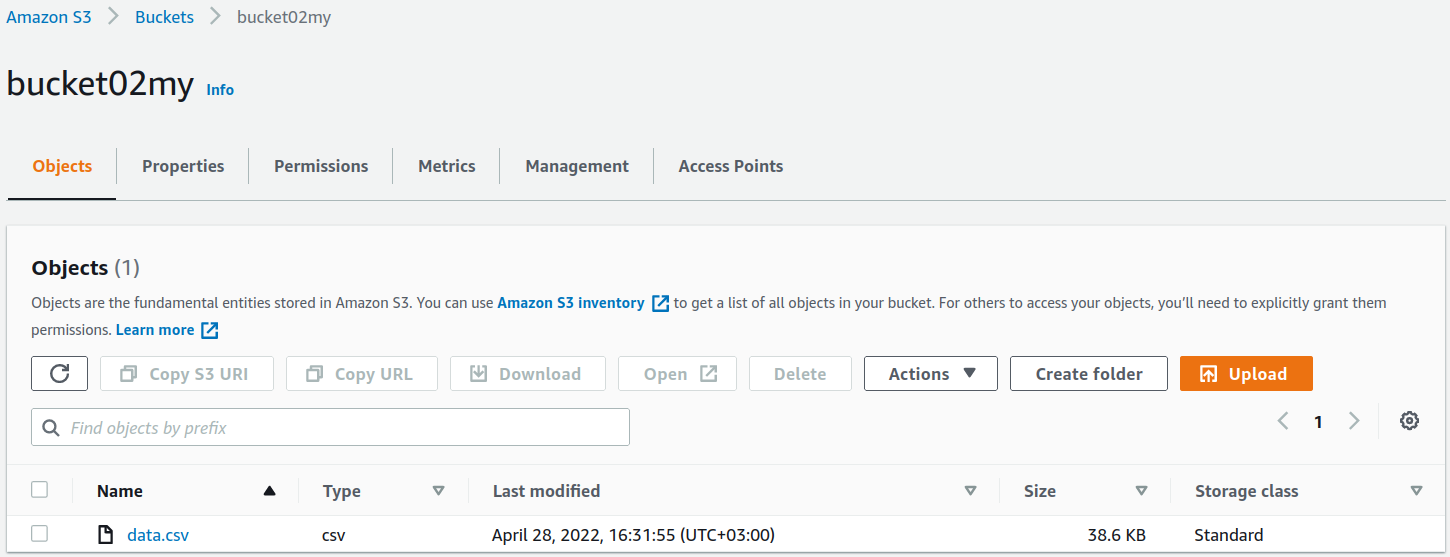 Amazon S3 > Buckets > bucket02my
bucket02my Info
Objects Properties Permissions Metrics Management Access Points
Objects (1)
Objects are the fundamental entities stored in Amazon S3. You can use Amazon S3 inventory to get a list of all objects in your bucket. For others to access your objects, you'll need to explicitly grant them
permissions. Learn more
Copy S3 URI Copy URL Download Open Delete Actions Create folder Upload
Find objects by prefix 1
Name Type Last modified Size Storage class
data.csv csv April 28, 2022, 16:31:55 (UTC+03:00) 38.6 KB Standard